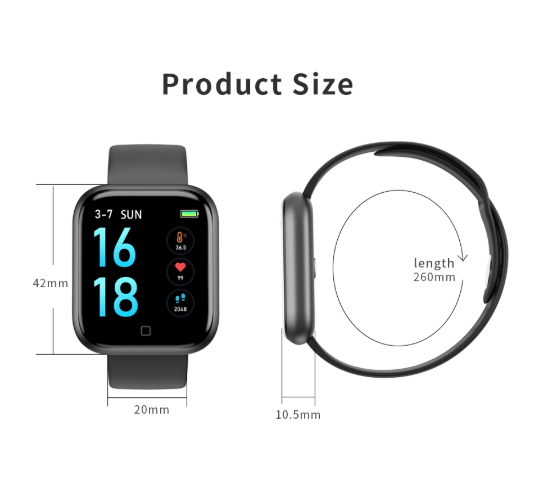 Product Size
3-7 SUN
16
18
36.5
99
2048
42mm
20mm
length
260mm
10.5mm